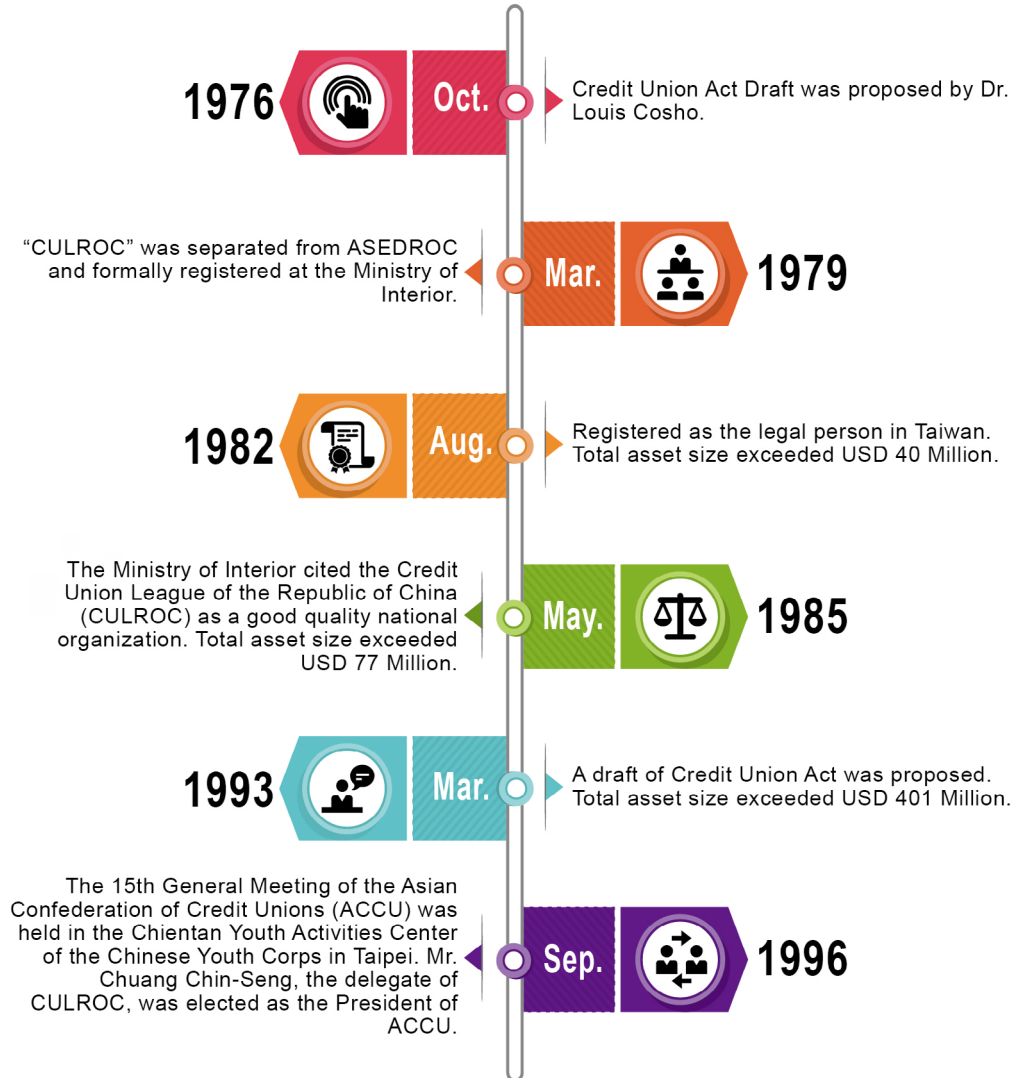 1976
Oct.
Credit Union Act Draft was proposed by Dr.
Louis Cosho.
“CULROC” was separated from ASEDROC
and formally registered at the Ministry of
Interior.
Mar.
1979
1982
Aug.
Registered as the legal person in Taiwan.
Total asset size exceeded USD 40 Million.
The Ministry of Interior cited the Credit
Union League of the Republic of China
(CULROC) as a good quality national
organization. Total asset size exceeded
USD 77 Million.
May.
1985
1993
Mar.
A draft of Credit Union Act was proposed.
Total asset size exceeded USD 401 Million.
The 15th General Meeting of the Asian
Confederation of Credit Unions (ACCU) was
held in the Chientan Youth Activities Center
of the Chinese Youth Corps in Taipei. Mr.
Chuang Chin-Seng, the delegate of
CULROC, was elected as the President of
ACCU.
Sep.
1996